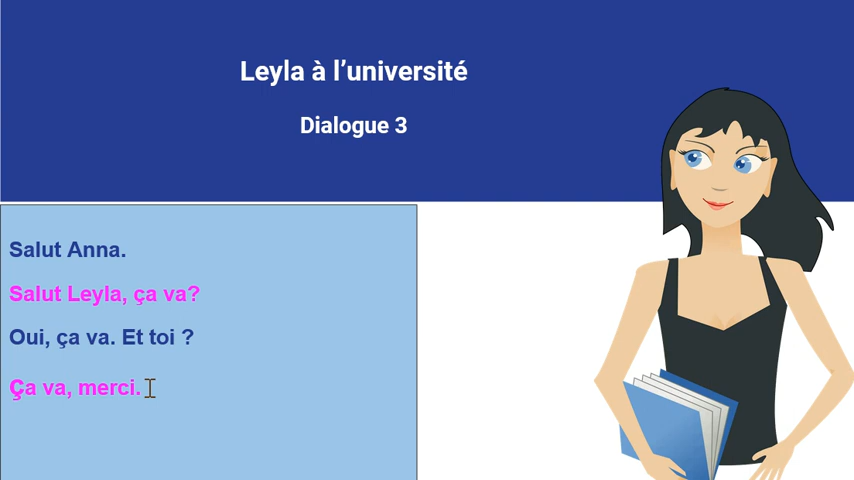 Leyla à l’université
Dialogue 3
Salut Anna.
Salut Leyla, ça va?
Oui, ça va. Et toi ?
Ça va, merci.